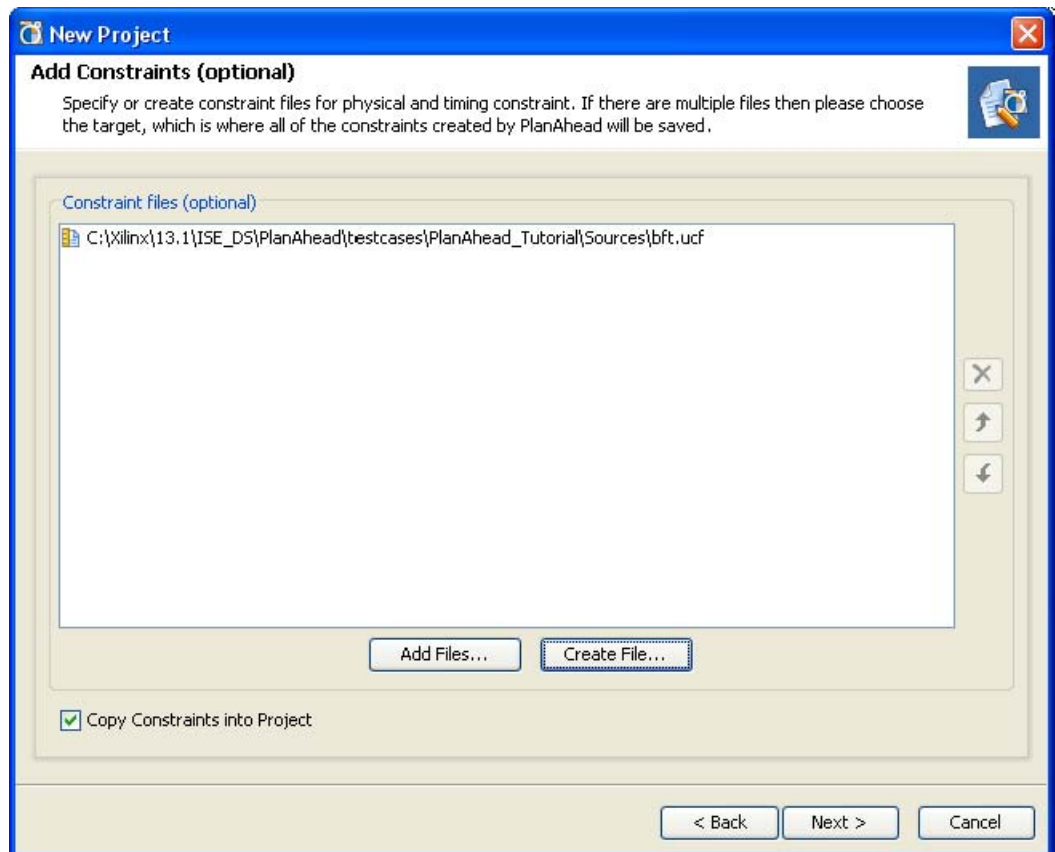 New Project
Add Constraints (optional)
Specify or create constraint files for physical and timing constraint. If there are multiple files then please choose
the target, which is where all of the constraints created by PlanAhead will be saved.
Constraint files (optional)
C:\Xilinx\13.1\ISE_DS\PlanAhead\testcases\PlanAhead_Tutorial\Sources\bft.ucf
Add Files...
Create File...
Copy Constraints into Project
< Back
Next >
Cancel